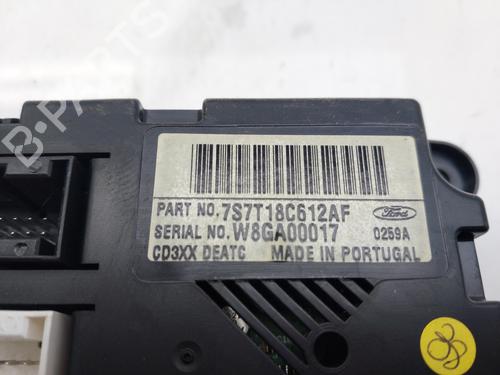 B-PARTS
PART NO. 7S7T18C612AF
Ford
SERIAL NO. W8GA00017 0259A
CD3XX DEATC MADE IN PORTUGAL